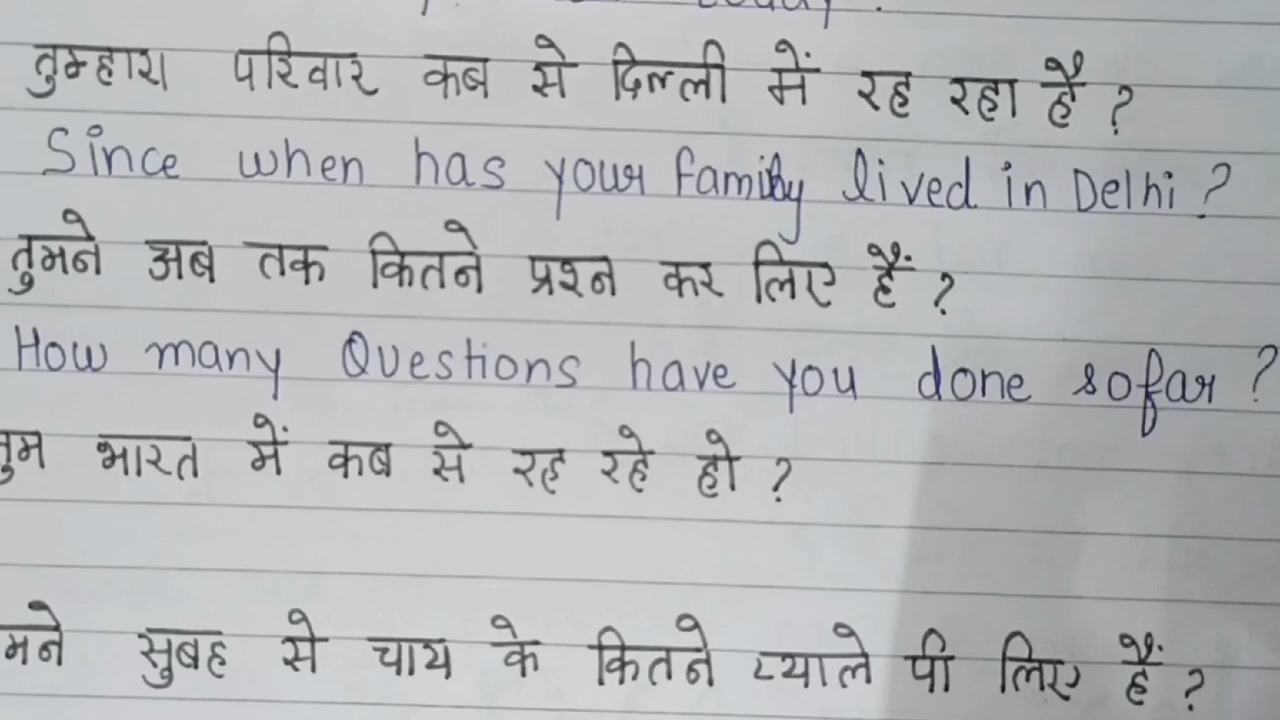 तुम्हारा परिवार कब से दिल्ली में रह रहा है ?
Since when has your family lived in Delhi ?
तुमने अब तक कितने प्रश्न कर लिए हैं ?
How many Questions have you done sofar ?
तुम भारत में कब से रह रहे हो ?
मने सुबह से चाय के कितने प्याले पी लिए हैं ?